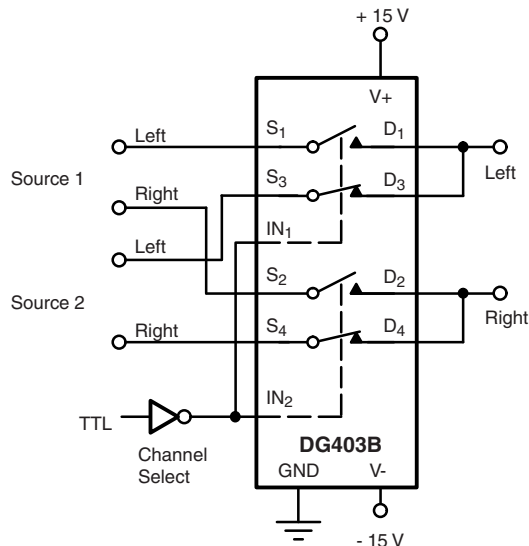 + 15 V
V+
Left
S1
D1
Source 1
Left
S3
D3
Right
IN1
Left
S2
D2
Source 2
Right
Right
S4
D4
IN2
TTL
Channel
Select
DG403B
GND
V-
- 15 V